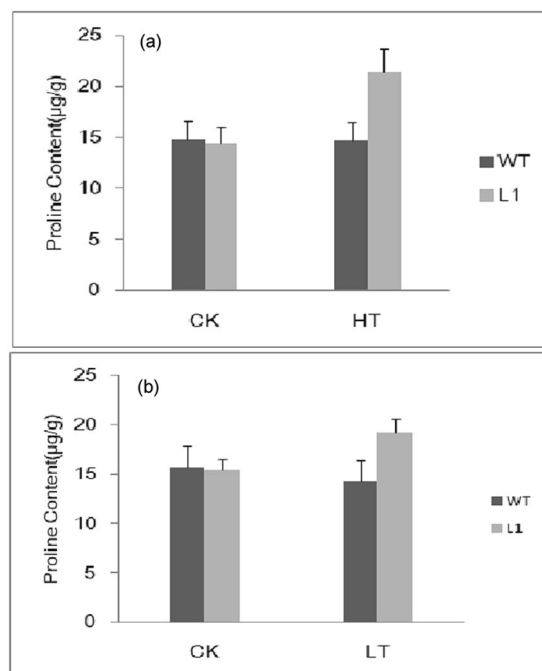 (a)
Proline Content(μg/g)
25
20
15
10
5
0
CK
HT
WT
L1
(b)
Proline Content(μg/g)
25
20
15
10
5
0
CK
LT
WT
L1